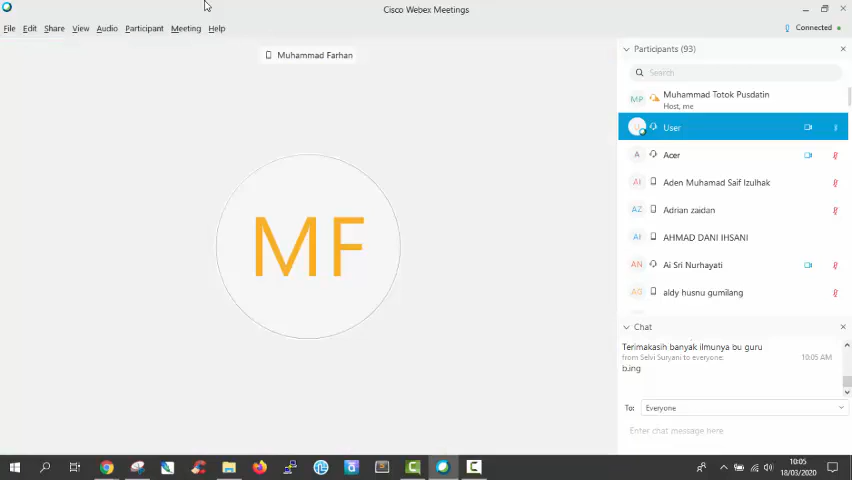 Cisco Webex Meetings
File Edit Share View Audio Participant Meeting Help
Connected
Muhammad Farhan
MF
Participants (93)
Search
MP Muhammad Totok Pusdatin
Host, me
User
A Acer
AI Aden Muhamad Saif Izulhak
AZ Adrian zaidan
AI AHMAD DANI IHSANI
AN Ai Sri Nurhayati
AG aldy husnu gumilang
Chat
Terimakasih banyak ilmunya bu guru
from Selvi Suryani to everyone: 10:05 AM
b.ing
To: Everyone
Enter chat message here
10:05
18/03/2020